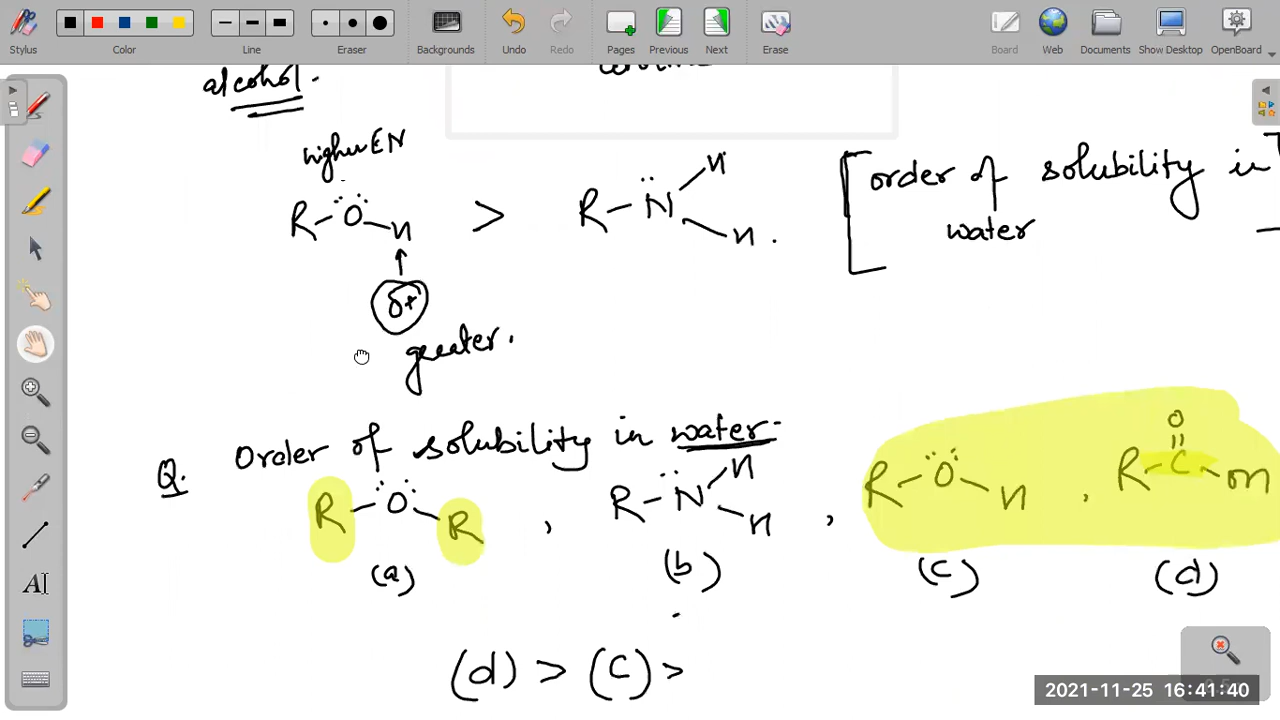 Stylus
Color
Line
Eraser
Backgrounds
Undo
Redo
Pages
Previous
Next
Erase
Board
Web
Documents
Show Desktop
OpenBoard
alcohol.
higher EN
R-O-H > R-N H H.
[order of solubility in
water
δ+
greater.
Q. Order of solubility in water.
R-O-R , R-N H H , R-O-H , R-C-OH
O
(a) (b) (c) (d)
(d) > (c) >
2021-11-25 16:41:40